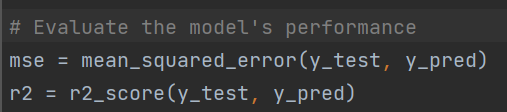 # Evaluate the model's performance
mse = mean_squared_error(y_test, y_pred)
r2 = r2_score(y_test, y_pred)